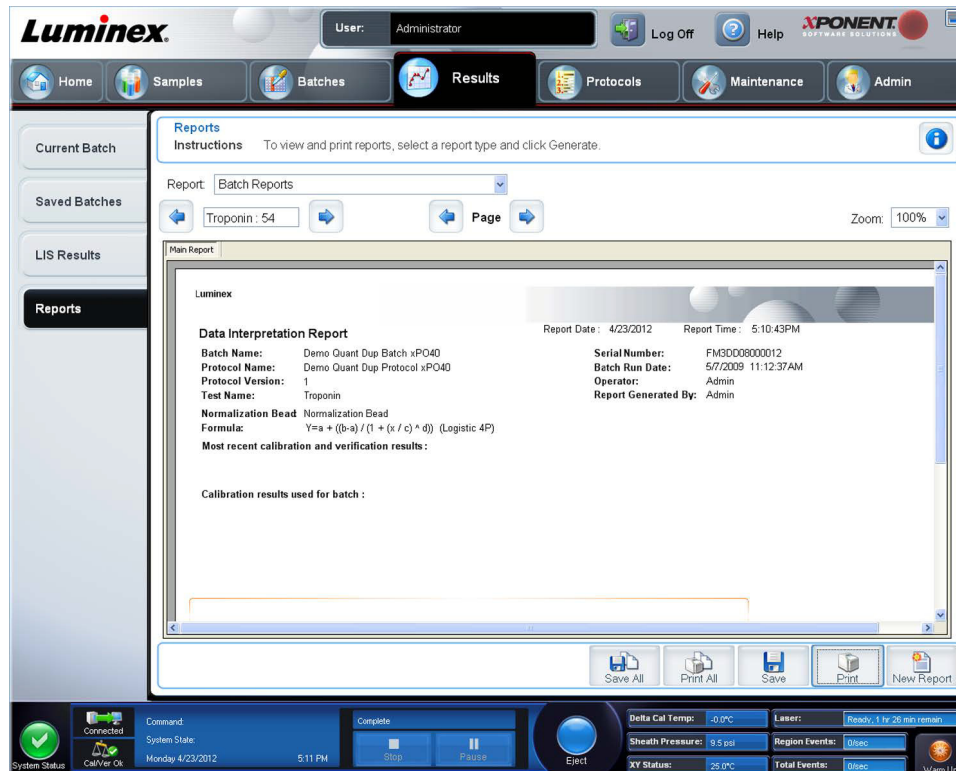 Luminex.
User: Administrator
Log Off
Help
XPONENT.
SOFTWARE SOLUTIONS
Home
Samples
Batches
Results
Protocols
Maintenance
Admin
Current Batch
Saved Batches
LIS Results
Reports
Reports
Instructions To view and print reports, select a report type and click Generate.
Report: Batch Reports
Troponin : 54
Page
Zoom: 100%
Main Report
Luminex
Data Interpretation Report
Report Date : 4/23/2012 Report Time : 5:10:43PM
Batch Name: Demo Quant Dup Batch xPO40
Protocol Name: Demo Quant Dup Protocol xPO40
Protocol Version: 1
Test Name: Troponin
Normalization Bead Normalization Bead
Formula: Y=a + ((b-a) / (1 + (x / c) ^ d)) (Logistic 4P)
Serial Number: FM3DD08000012
Batch Run Date: 5/7/2009 11:12:37AM
Operator: Admin
Report Generated By: Admin
Most recent calibration and verification results :
Calibration results used for batch :
Save All
Print All
Save
Print
New Report
System Status
Connected
Cal/Ver Ok
Command:
System State:
Monday 4/23/2012 5:11 PM
Complete
Stop
Pause
Eject
Delta Cal Temp: -0.0°C
Sheath Pressure: 9.5 psi
XY Status: 25.0°C
Laser: Ready, 1 hr 26 min remain
Region Events: 0/sec
Total Events: 0/sec
Warm Up